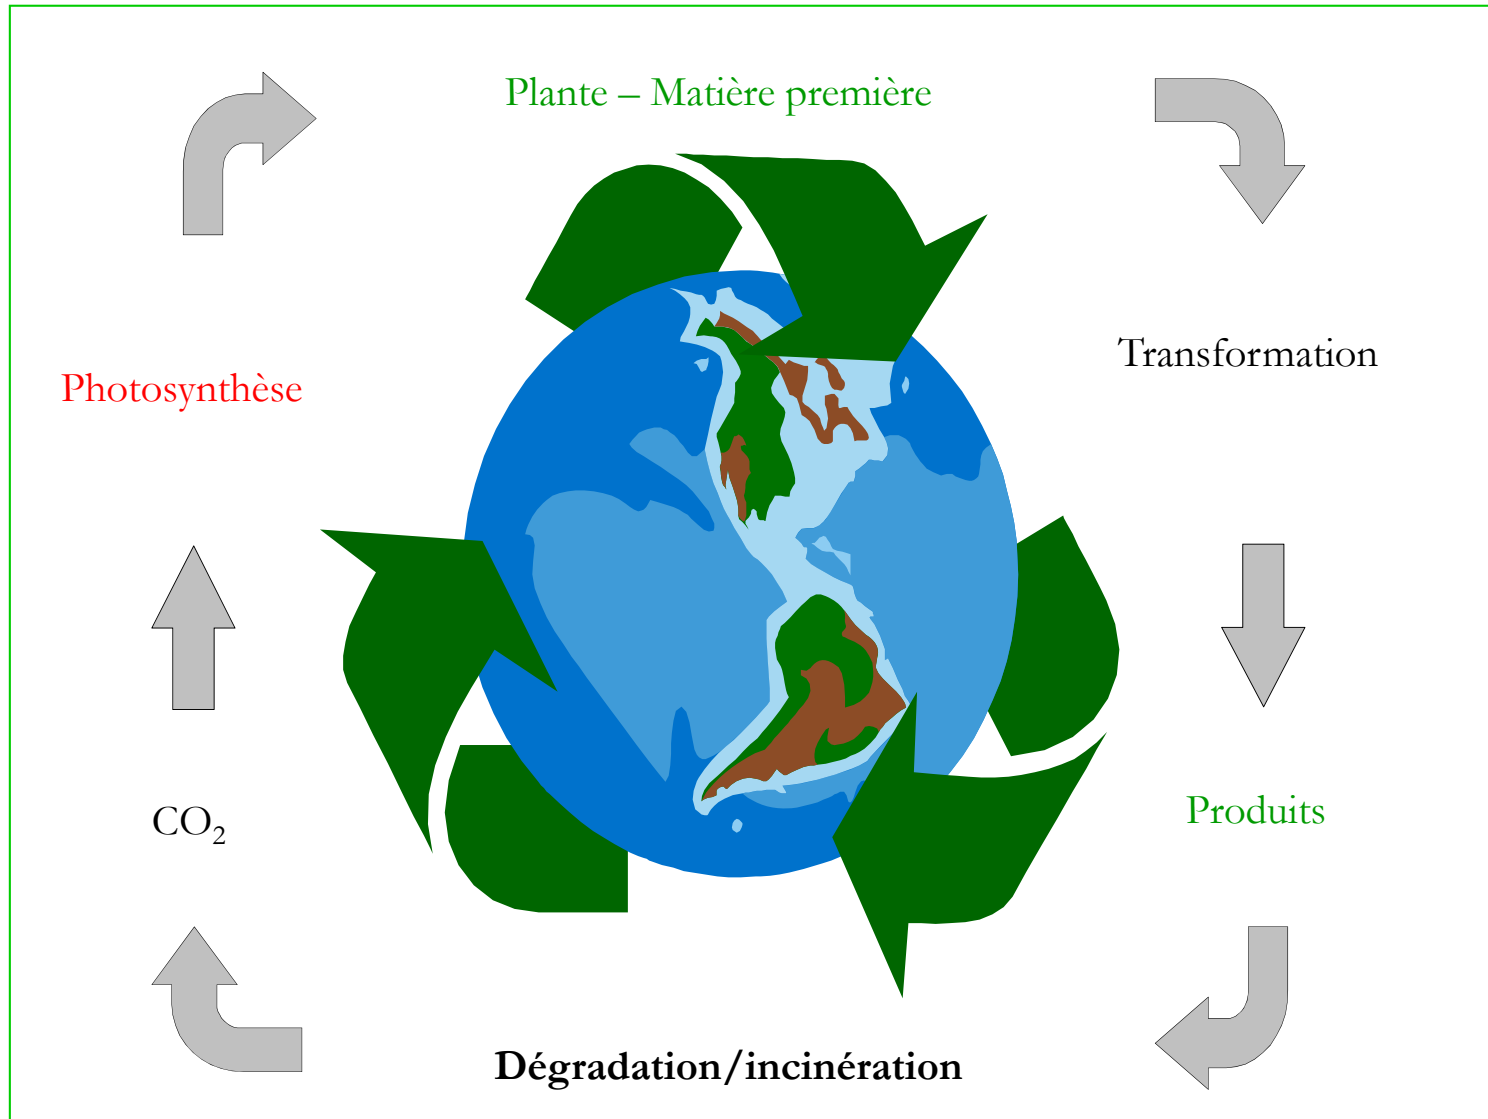 Plante – Matière première
Transformation
Photosynthèse
Produits
CO₂
Dégradation/incinération